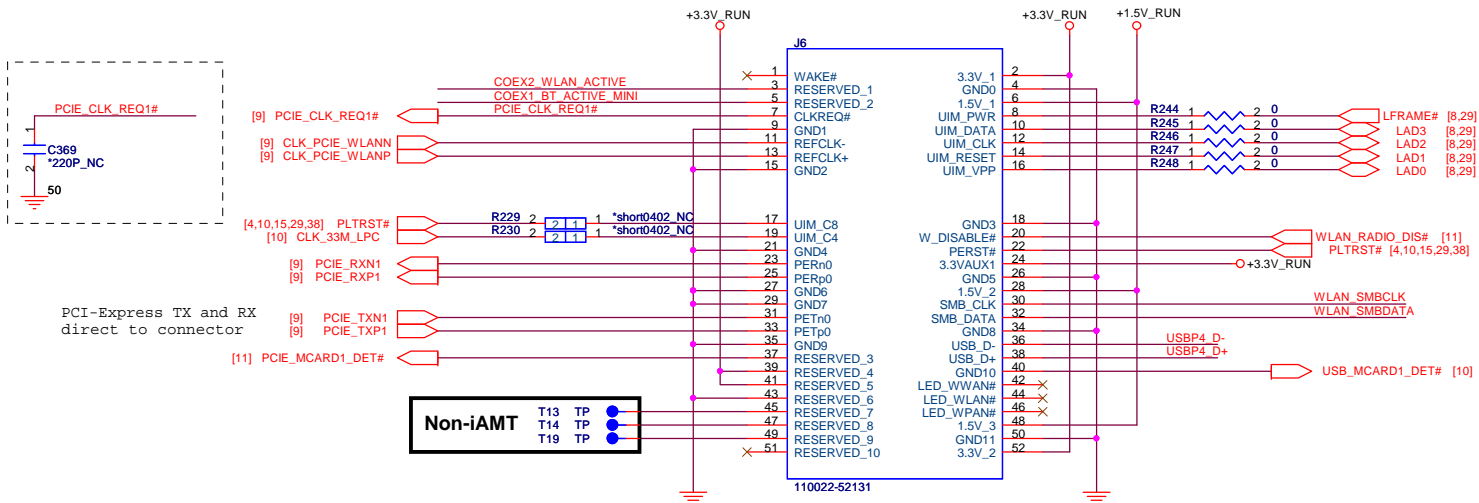 +3.3V_RUN
+3.3V_RUN
+1.5V_RUN
J6
PCIE_CLK_REQ1#
1
C369
*220P_NC
2
50
COEX2_WLAN_ACTIVE
COEX1_BT_ACTIVE_MINI
[9] PCIE_CLK_REQ1# PCIE_CLK_REQ1#
[9] CLK_PCIE_WLANN
[9] CLK_PCIE_WLANP
[4,10,15,29,38] PLTRST# R229 2 2 1 1 *short0402_NC
[10] CLK_33M_LPC R230 2 2 1 1 *short0402_NC
[9] PCIE_RXN1
[9] PCIE_RXP1
PCI-Express TX and RX
direct to connector
[9] PCIE_TXN1
[9] PCIE_TXP1
[11] PCIE_MCARD1_DET#
Non-iAMT
T13 TP
T14 TP
T19 TP
1 WAKE# 3.3V_1 2
3 RESERVED_1 GND0 4
5 RESERVED_2 1.5V_1 6
7 CLKREQ# UIM_PWR 8
9 GND1 UIM_DATA 10
11 REFCLK- UIM_CLK 12
13 REFCLK+ UIM_RESET 14
15 GND2 UIM_VPP 16
17 UIM_C8 GND3 18
19 UIM_C4 W_DISABLE# 20
21 GND4 PERST# 22
23 PERn0 3.3VAUX1 24
25 PERp0 GND5 26
27 GND6 1.5V_2 28
29 GND7 SMB_CLK 30
31 PETn0 SMB_DATA 32
33 PETp0 GND8 34
35 GND9 USB_D- 36
37 RESERVED_3 USB_D+ 38
39 RESERVED_4 GND10 40
41 RESERVED_5 LED_WWAN# 42
43 RESERVED_6 LED_WLAN# 44
45 RESERVED_7 LED_WPAN# 46
47 RESERVED_8 1.5V_3 48
49 RESERVED_9 GND11 50
51 RESERVED_10 3.3V_2 52
110022-52131
R244 1 2 0 LFRAME# [8,29]
R245 1 2 0 LAD3 [8,29]
R246 1 2 0 LAD2 [8,29]
R247 1 2 0 LAD1 [8,29]
R248 1 2 0 LAD0 [8,29]
WLAN_RADIO_DIS# [11]
PLTRST# [4,10,15,29,38]
+3.3V_RUN
WLAN_SMBCLK
WLAN_SMBDATA
USBP4_D-
USBP4_D+
USB_MCARD1_DET# [10]